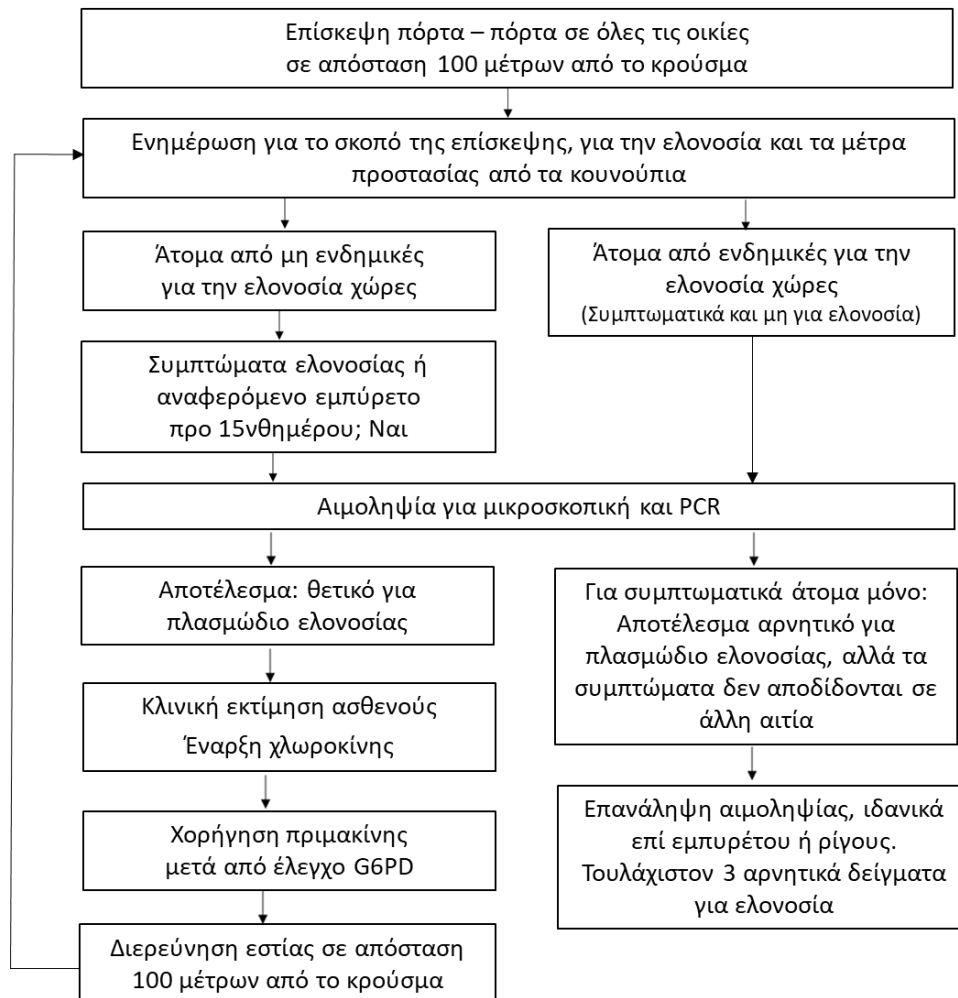 Επίσκεψη πόρτα – πόρτα σε όλες τις οικίες
σε απόσταση 100 μέτρων από το κρούσμα
Ενημέρωση για το σκοπό της επίσκεψης, για την ελονοσία και τα μέτρα
προστασίας από τα κουνούπια
Άτομα από μη ενδημικές
για την ελονοσία χώρες
Άτομα από ενδημικές για την
ελονοσία χώρες
(Συμπτωματικά και μη για ελονοσία)
Συμπτώματα ελονοσίας ή
αναφερόμενο εμπύρετο
προ 15νθημέρου; Ναι
Αιμοληψία για μικροσκοπική και PCR
Αποτέλεσμα: θετικό για
πλασμώδιο ελονοσίας
Για συμπτωματικά άτομα μόνο:
Αποτέλεσμα αρνητικό για
πλασμώδιο ελονοσίας, αλλά τα
συμπτώματα δεν αποδίδονται σε
άλλη αιτία
Κλινική εκτίμηση ασθενούς
Έναρξη χλωροκίνης
Επανάληψη αιμοληψίας, ιδανικά
επί εμπυρέτου ή ρίγους.
Τουλάχιστον 3 αρνητικά δείγματα
για ελονοσία
Χορήγηση πριμακίνης
μετά από έλεγχο G6PD
Διερεύνηση εστίας σε απόσταση
100 μέτρων από το κρούσμα